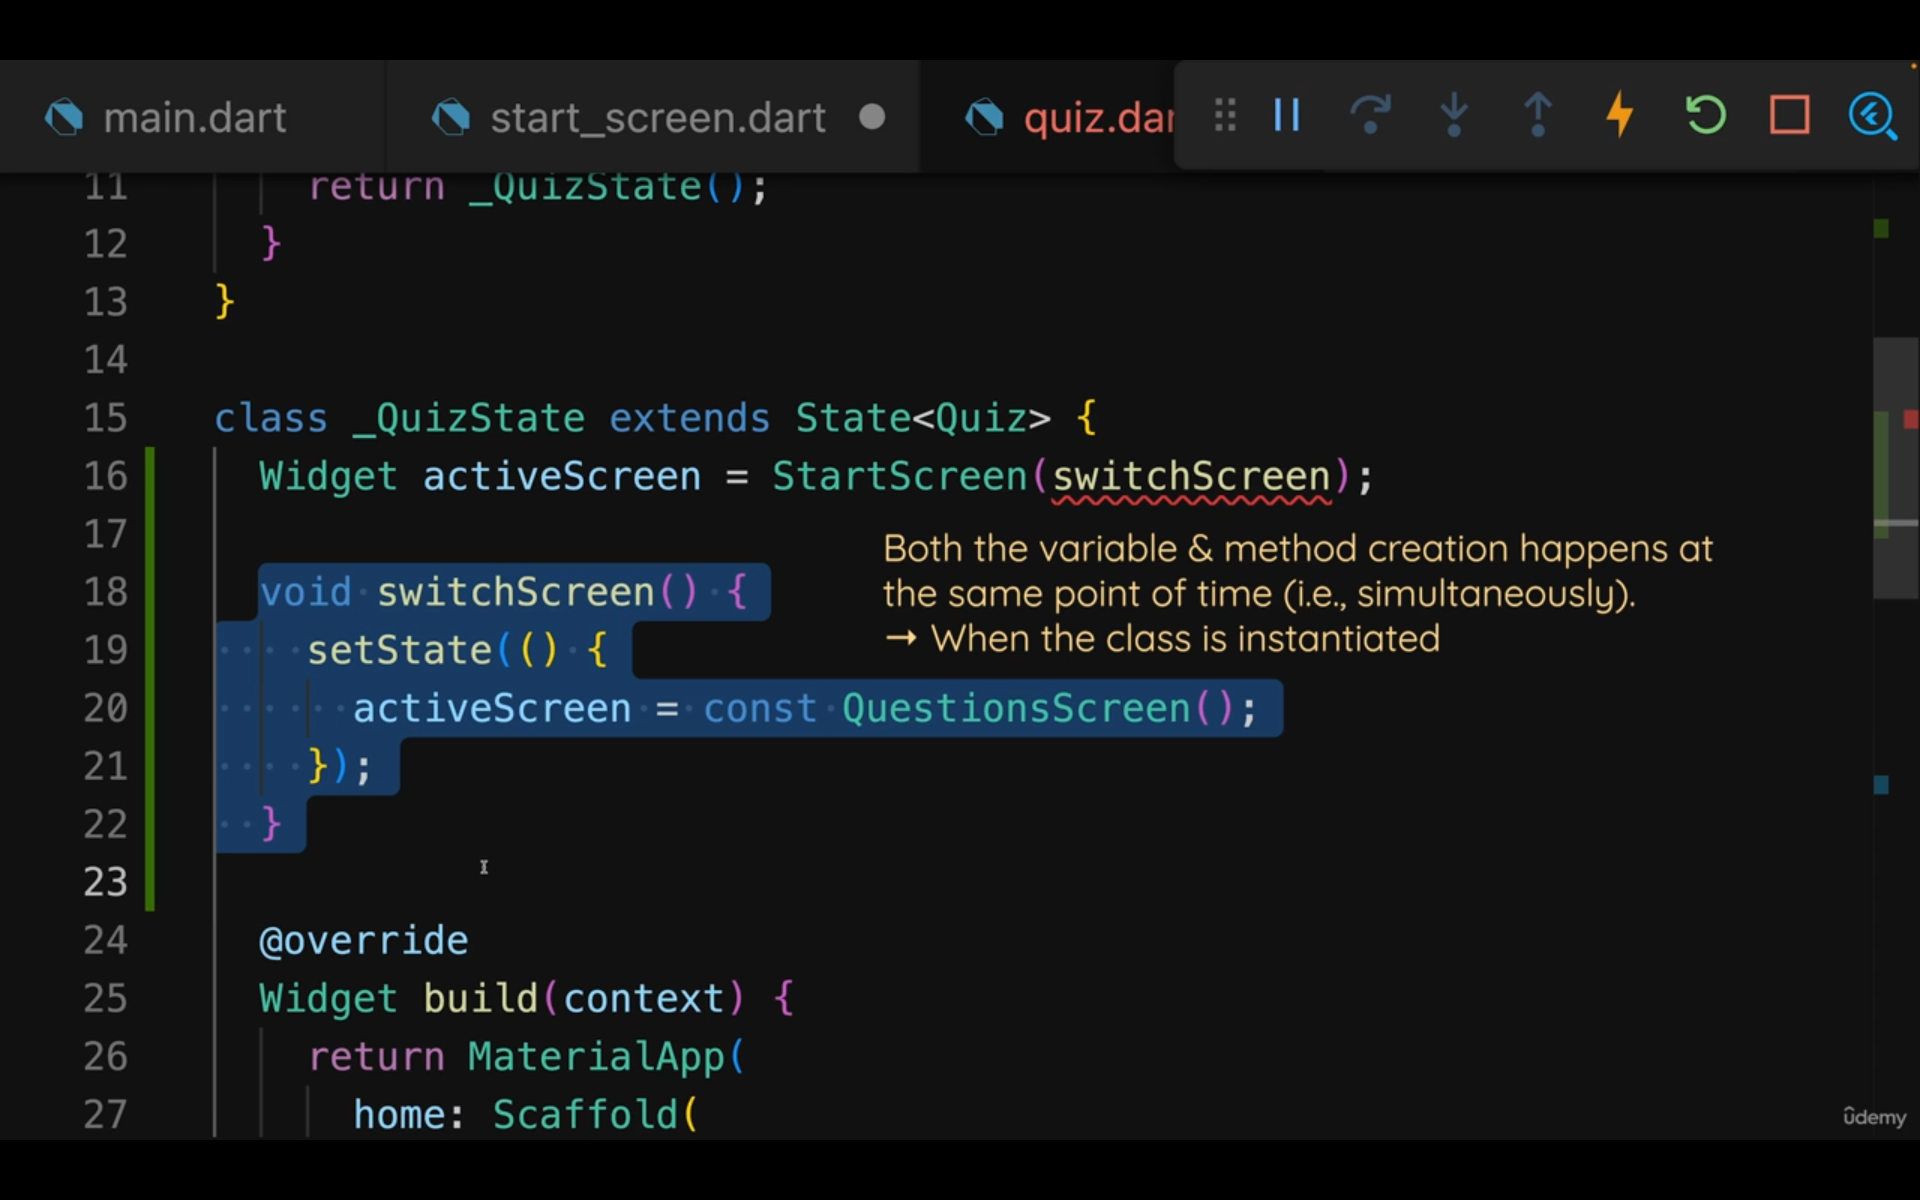 main.dart
start_screen.dart
quiz.dar
11 return _QuizState();
12 }
13 }
14
15 class _QuizState extends State<Quiz> {
16 Widget activeScreen = StartScreen(switchScreen);
17
Both the variable & method creation happens at
the same point of time (i.e., simultaneously).
→ When the class is instantiated
18 void switchScreen() {
19 setState(() {
20 activeScreen = const QuestionsScreen();
21 });
22 }
23
24 @override
25 Widget build(context) {
26 return MaterialApp(
27 home: Scaffold(
ûdemy